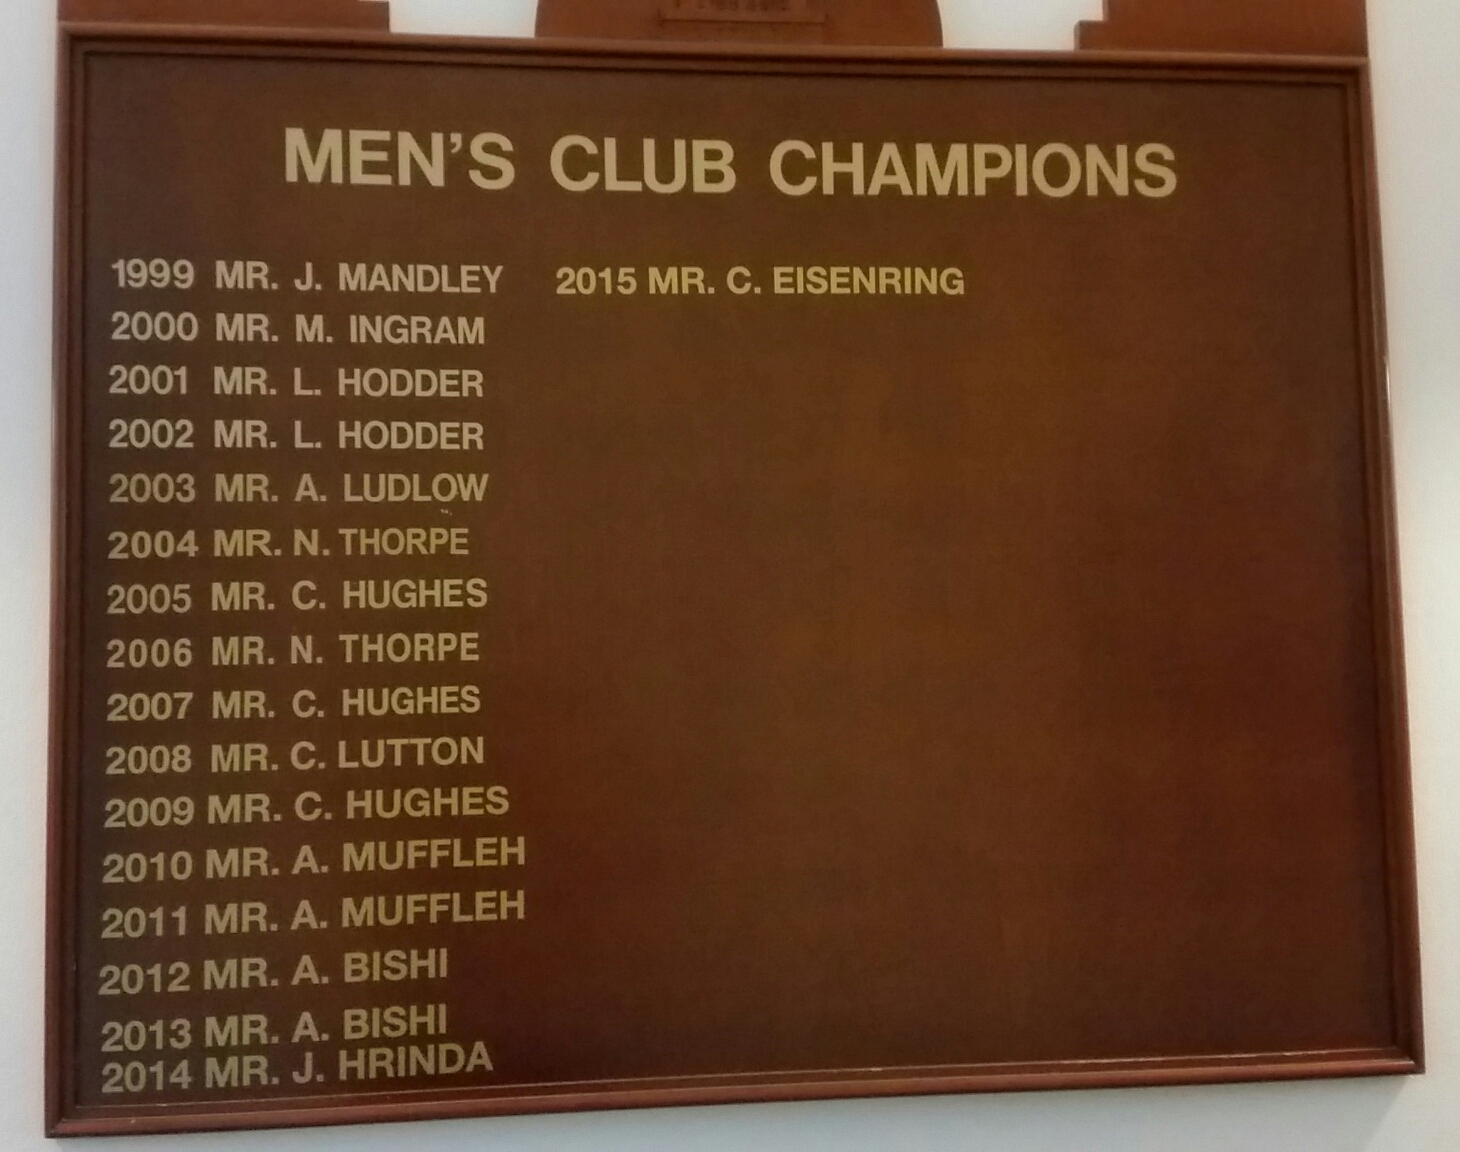 MEN'S CLUB CHAMPIONS
1999 MR. J. MANDLEY
2000 MR. M. INGRAM
2001 MR. L. HODDER
2002 MR. L. HODDER
2003 MR. A. LUDLOW
2004 MR. N. THORPE
2005 MR. C. HUGHES
2006 MR. N. THORPE
2007 MR. C. HUGHES
2008 MR. C. LUTTON
2009 MR. C. HUGHES
2010 MR. A. MUFFLEH
2011 MR. A. MUFFLEH
2012 MR. A. BISHI
2013 MR. A. BISHI
2014 MR. J. HRINDA
2015 MR. C. EISENRING